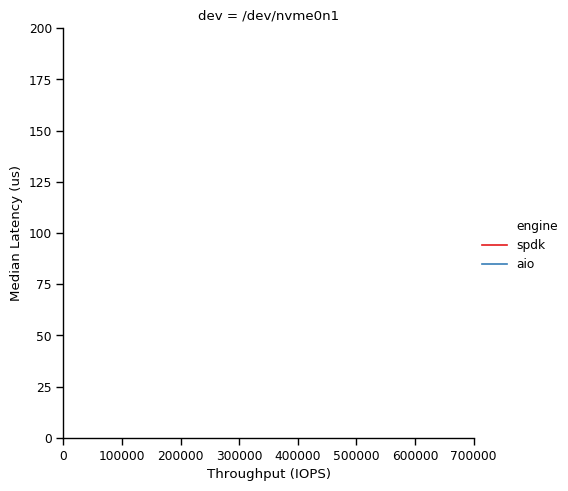 dev = /dev/nvme0n1
200
175
150
125
100
75
50
25
0
Median Latency (us)
0 100000 200000 300000 400000 500000 600000 700000
Throughput (IOPS)
engine
spdk
aio